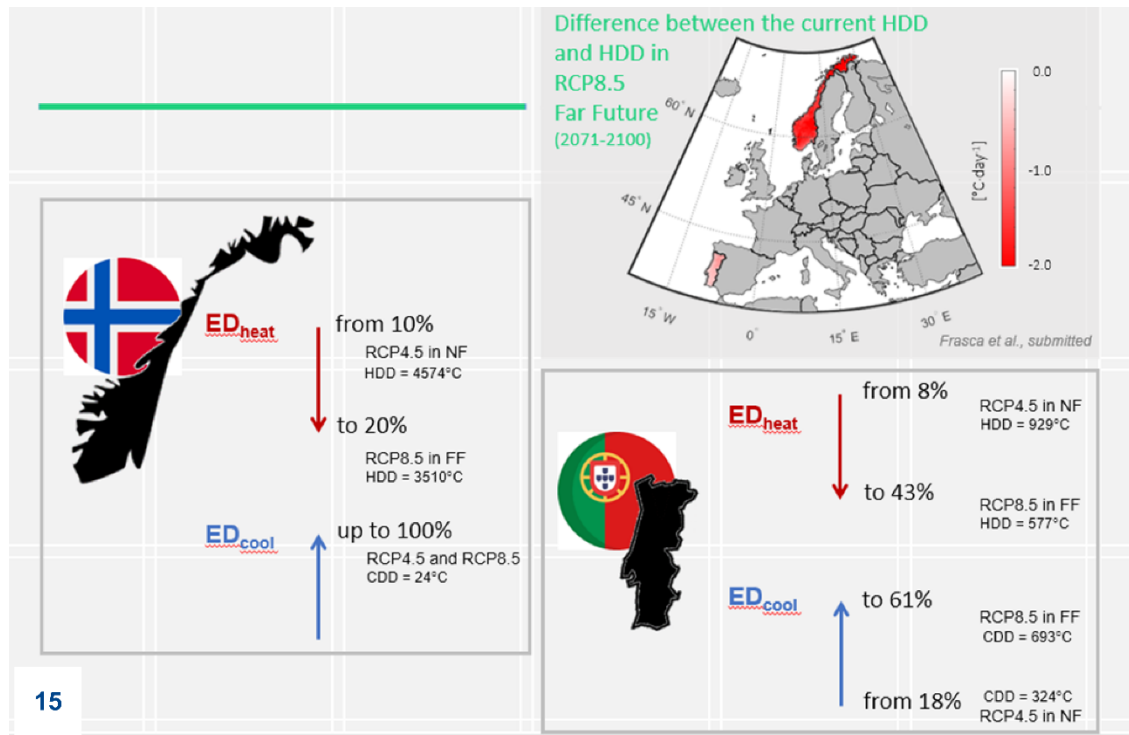 Difference between the current HDD
and HDD in
RCP8.5
Far Future
(2071-2100)
60° N
45° N
15° W
0°
15° E
30° E
0.0
-1.0
-2.0
[°C·day⁻¹]
Frasca et al., submitted
EDheat
from 10%
RCP4.5 in NF
HDD = 4574°C
to 20%
RCP8.5 in FF
HDD = 3510°C
EDcool
up to 100%
RCP4.5 and RCP8.5
CDD = 24°C
EDheat
from 8%
RCP4.5 in NF
HDD = 929°C
to 43%
RCP8.5 in FF
HDD = 577°C
EDcool
to 61%
RCP8.5 in FF
CDD = 693°C
from 18%
CDD = 324°C
RCP4.5 in NF
15